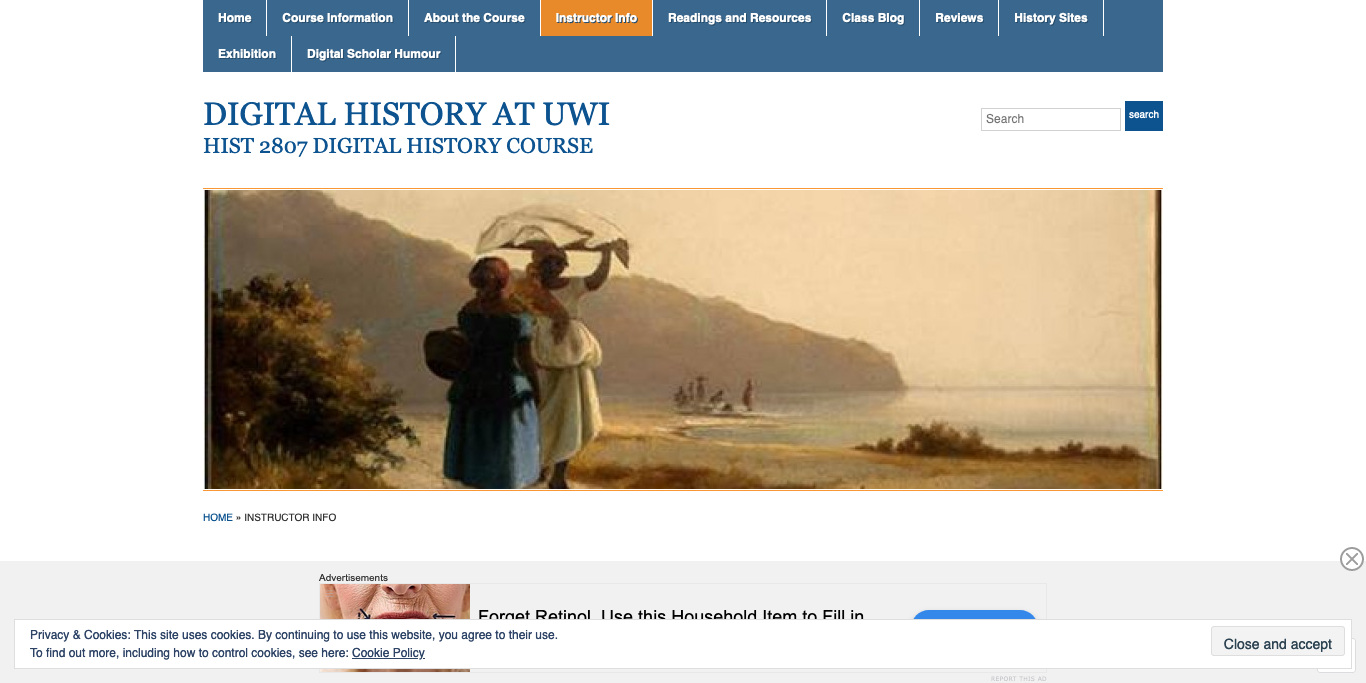 Home Course Information About the Course Instructor Info Readings and Resources Class Blog Reviews History Sites
Exhibition Digital Scholar Humour
DIGITAL HISTORY AT UWI
HIST 2807 DIGITAL HISTORY COURSE
Search search
HOME » INSTRUCTOR INFO
Advertisements
Forget Retinol, Use this Household Item to Fill in
Privacy & Cookies: This site uses cookies. By continuing to use this website, you agree to their use.
To find out more, including how to control cookies, see here: Cookie Policy
Close and accept
REPORT THIS AD